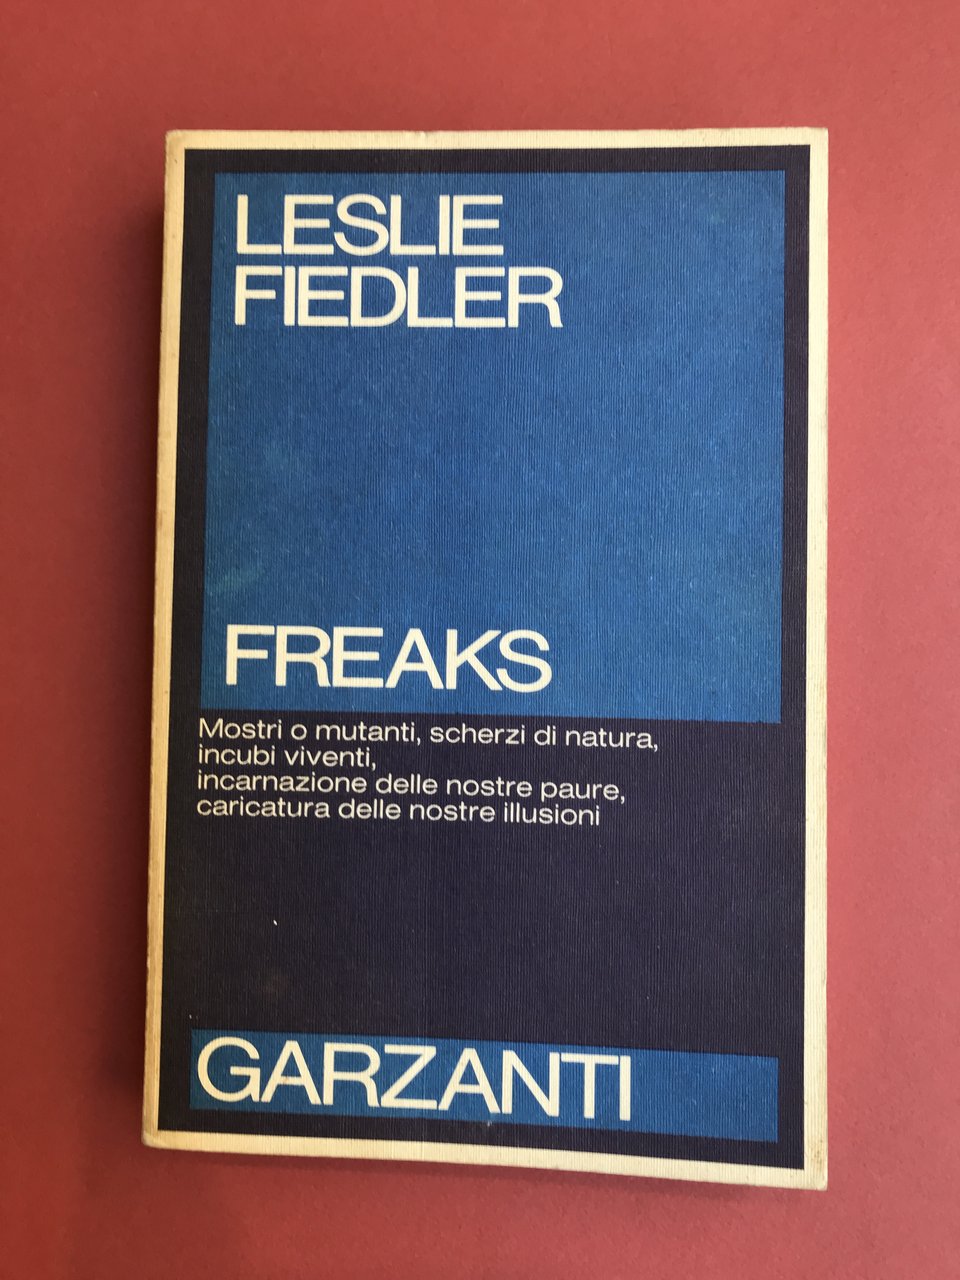 LESLIE
FIEDLER
FREAKS
Mostri o mutanti, scherzi di natura,
incubi viventi,
incarnazione delle nostre paure,
caricatura delle nostre illusioni
GARZANTI